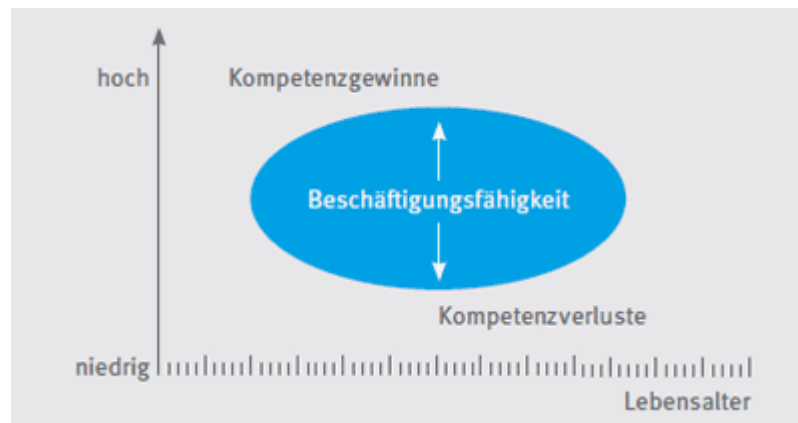 hoch
Kompetenzgewinne
Beschäftigungsfähigkeit
Kompetenzverluste
niedrig
Lebensalter